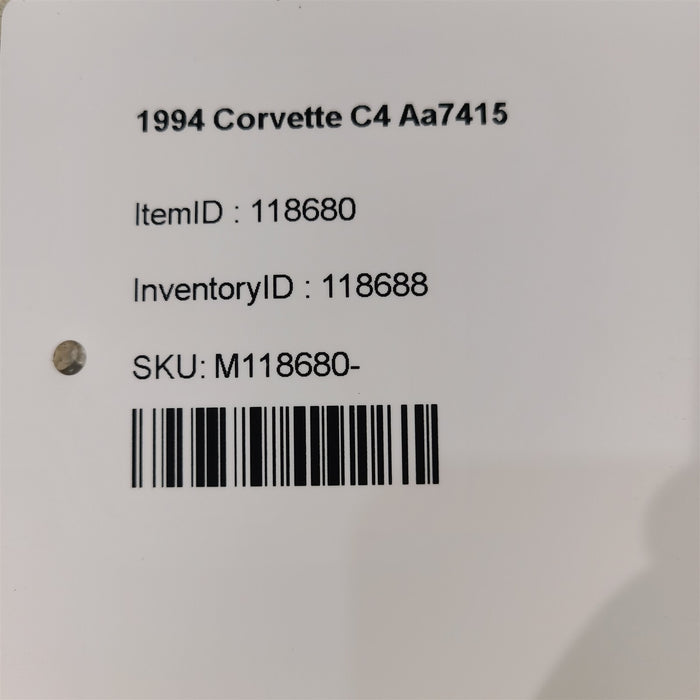 1994 Corvette C4 Aa7415
ItemID : 118680
InventoryID : 118688
SKU: M118680-